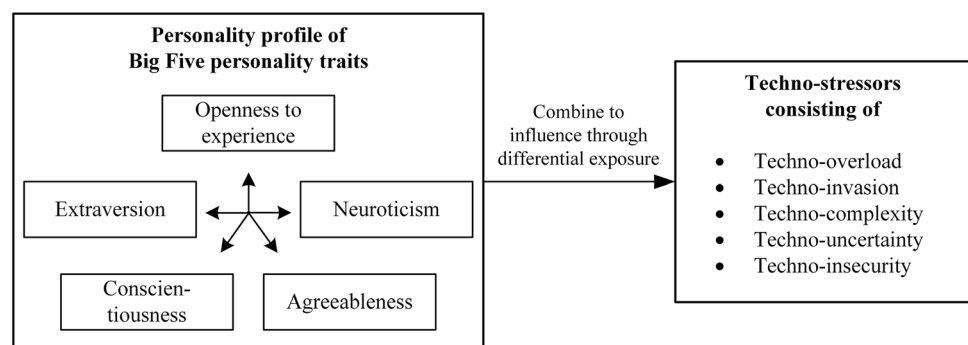 Personality profile of
Big Five personality traits
Openness to
experience
Extraversion
Neuroticism
Conscien-
tiousness
Agreeableness
Combine to
influence through
differential exposure
Techno-stressors
consisting of
• Techno-overload
• Techno-invasion
• Techno-complexity
• Techno-uncertainty
• Techno-insecurity